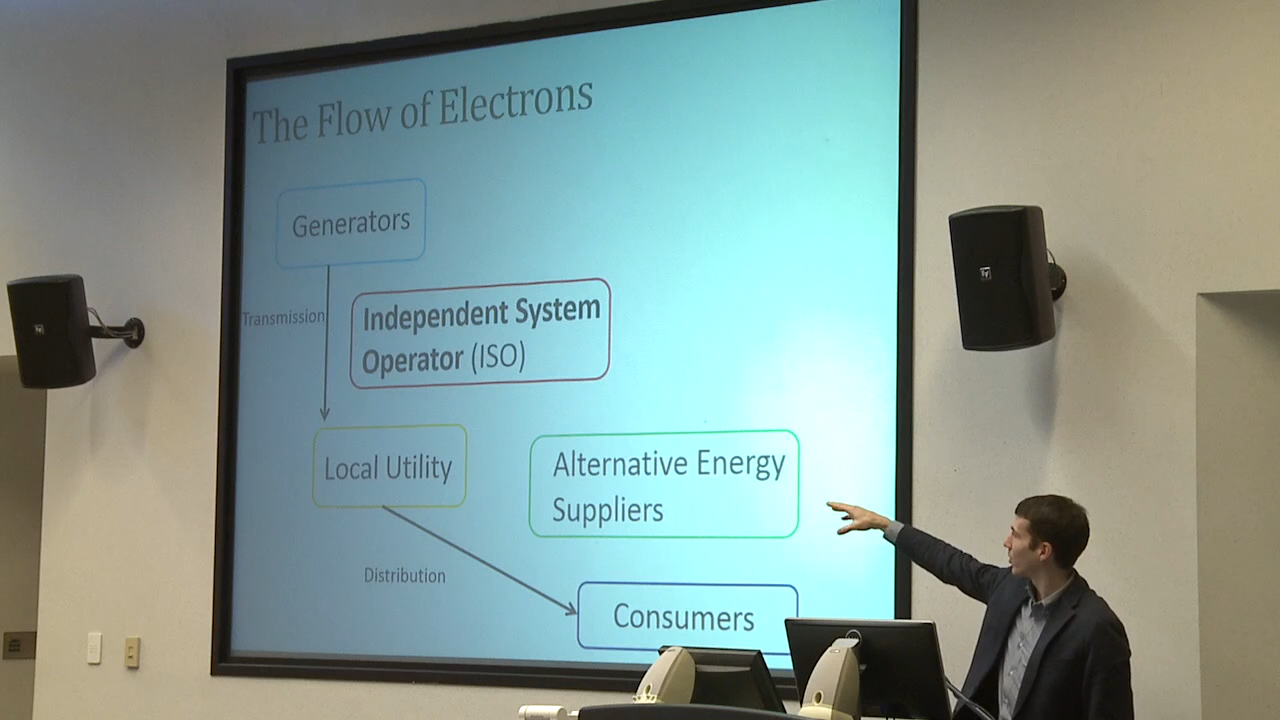 The Flow of Electrons
Generators
Transmission
Independent System
Operator (ISO)
Local Utility
Alternative Energy
Suppliers
Distribution
Consumers